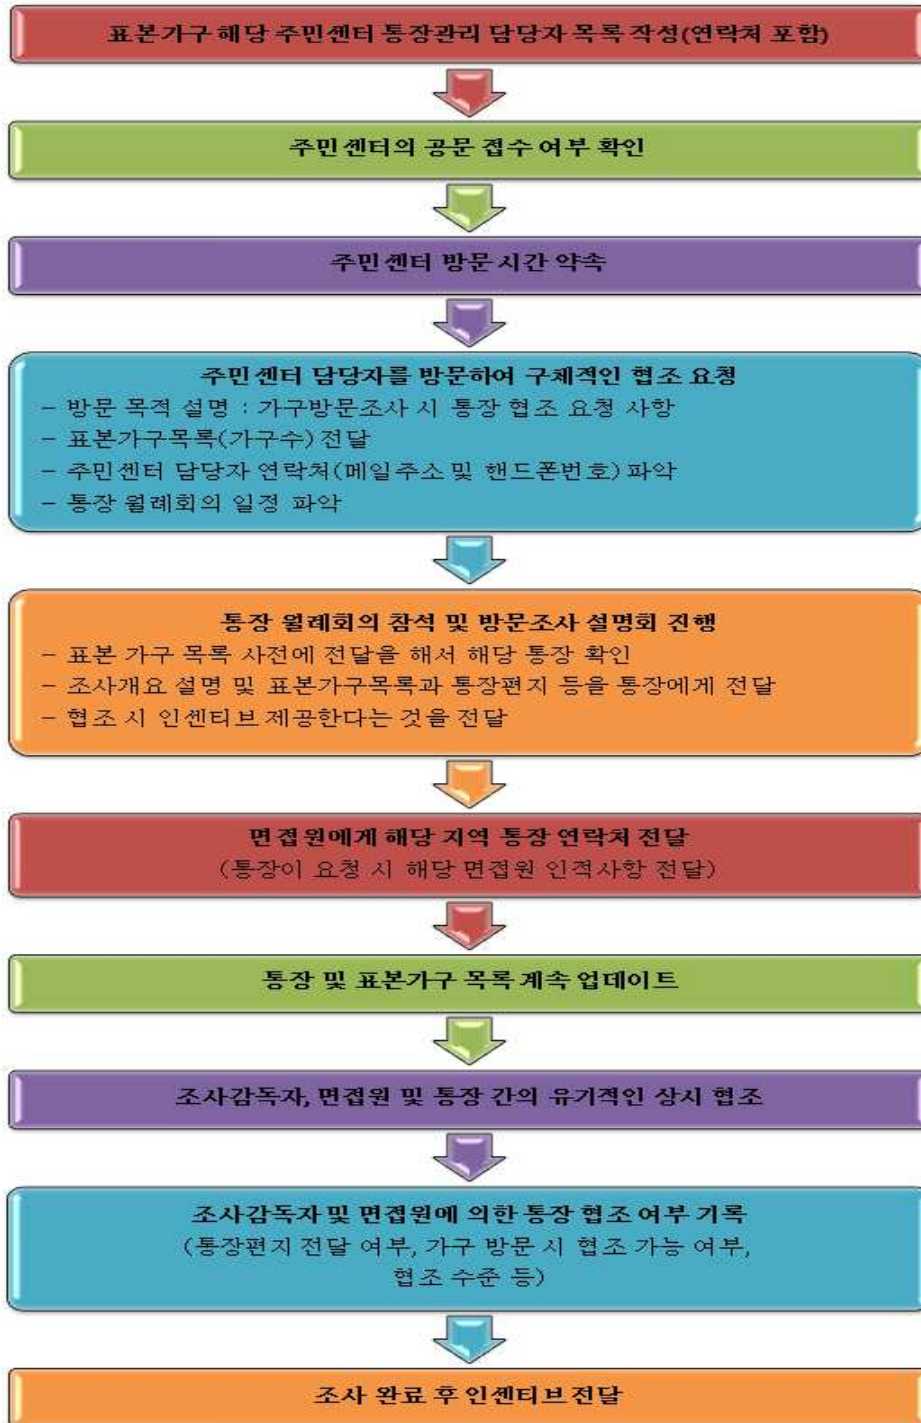 표본가구 해당 주민센터 통장관리 담당자 목록 작성(연락처 포함)
주민센터의 공문 접수 여부 확인
주민센터 방문 시간 약속
주민센터 담당자를 방문하여 구체적인 협조 요청
- 방문 목적 설명 : 가구방문조사 시 통장 협조 요청 사항
- 표본가구목록(가구수) 전달
- 주민센터 담당자 연락처(메일주소 및 핸드폰번호) 파악
- 통장 월례회의 일정 파악
통장 월례회의 참석 및 방문조사 설명회 진행
- 표본 가구 목록 사전에 전달을 해서 해당 통장 확인
- 조사개요 설명 및 표본가구목록과 통장편지 등을 통장에게 전달
- 협조 시 인센티브 제공한다는 것을 전달
면접원에게 해당 지역 통장 연락처 전달
(통장이 요청 시 해당 면접원 인적사항 전달)
통장 및 표본가구 목록 계속 업데이트
조사감독자, 면접원 및 통장 간의 유기적인 상시 협조
조사감독자 및 면접원에 의한 통장 협조 여부 기록
(통장편지 전달 여부, 가구 방문 시 협조 가능 여부,
협조 수준 등)
조사 완료 후 인센티브 전달